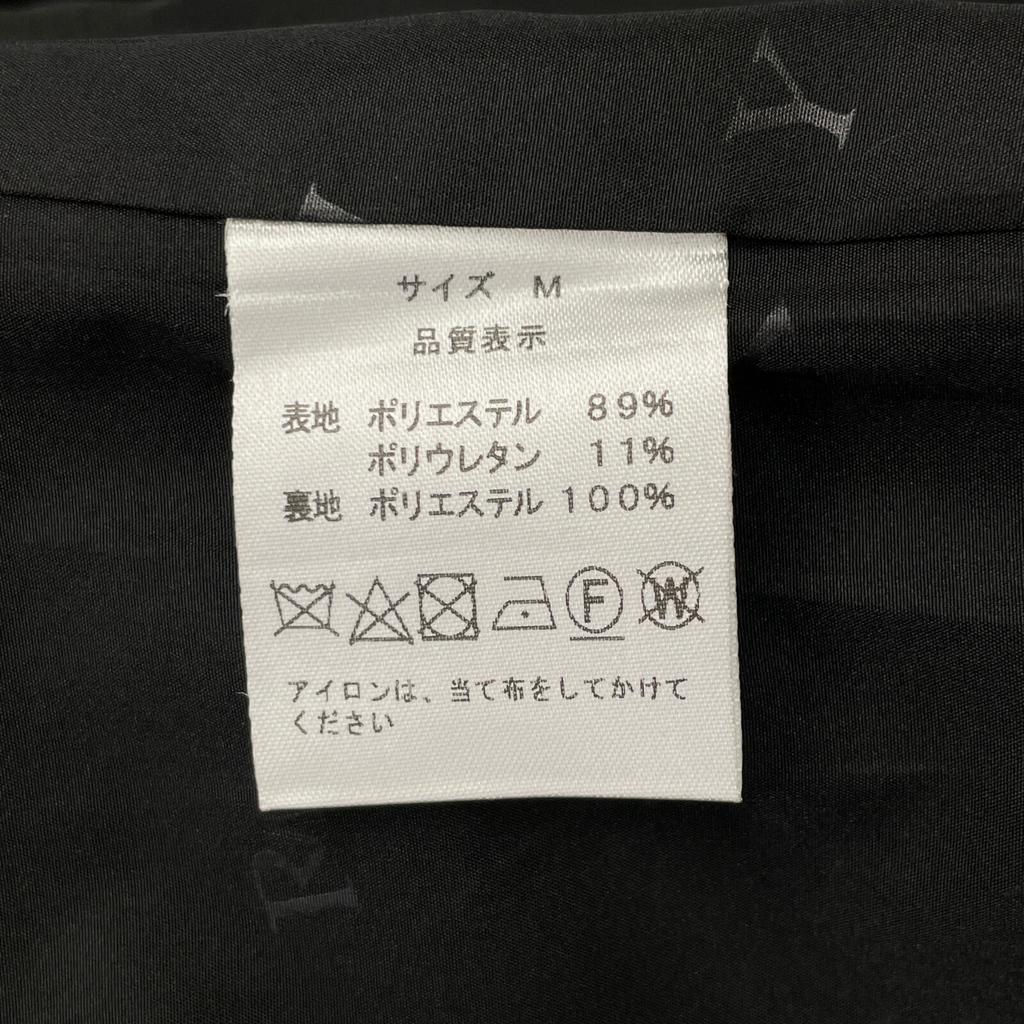 Y
サイズ M
品質表示
表地 ポリエステル 89%
ポリウレタン 11%
裏地 ポリエステル 100%
F W
アイロンは、当て布をしてかけて
ください
R